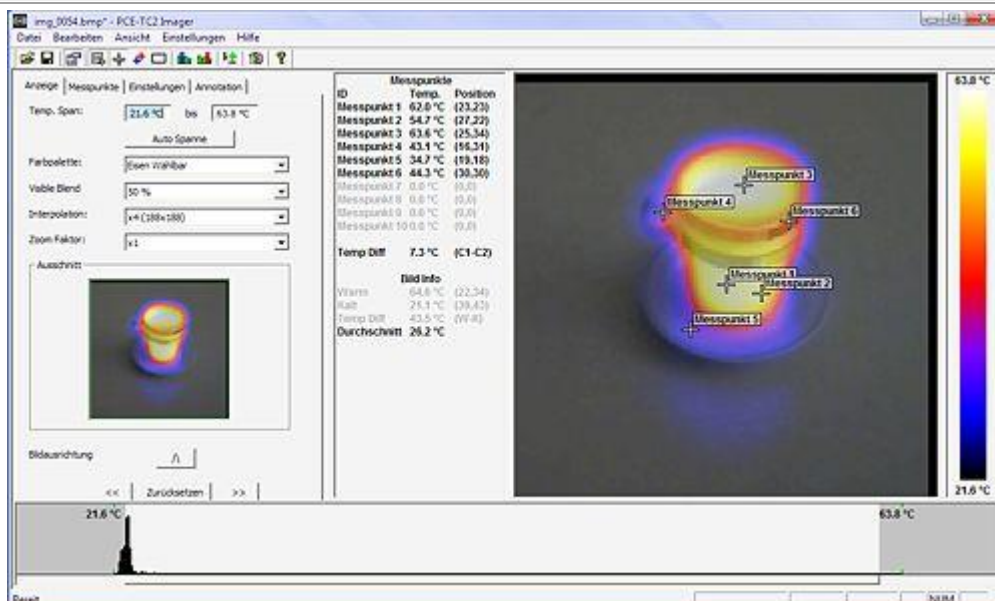 img_0054.bmp* - PCE-TC2 Imager
Datei Bearbeiten Ansicht Einstellungen Hilfe
Anzeige Messpunkte Einstellungen Annotation
Temp. Span: 21.6 °C bis 63.8 °C
Auto Spanne
Farbpalette: Eisen Wahlbar
Visible Blend 50 %
Interpolation: x4 (188x188)
Zoom Faktor: x1
Ausschnitt
Bildausrichtung /\
<< Zurücksetzen >>
Messpunkte
ID Temp. Position
Messpunkt 1 62.0 °C (23,23)
Messpunkt 2 54.7 °C (27,22)
Messpunkt 3 63.6 °C (25,34)
Messpunkt 4 43.1 °C (16,31)
Messpunkt 5 34.7 °C (19,18)
Messpunkt 6 44.3 °C (30,30)
Messpunkt 7 0.0 °C (0,0)
Messpunkt 8 0.0 °C (0,0)
Messpunkt 9 0.0 °C (0,0)
Messpunkt 10 0.0 °C (0,0)
Temp Diff 7.3 °C (C1-C2)
Bild Info
Warm 64.6 °C (22,34)
Kalt 21.1 °C (39,43)
Temp Diff 43.5 °C (W-K)
Durchschnitt 26.2 °C
Messpunkt 3
Messpunkt 4
Messpunkt 6
Messpunkt 1
Messpunkt 2
Messpunkt 5
63.8 °C
21.6 °C
21.6 °C
63.8 °C
Bereit
NUM